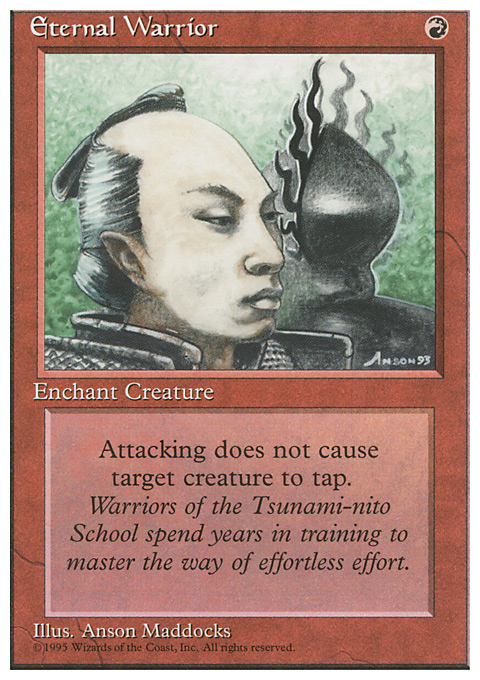 Eternal Warrior
ANSON 93
Enchant Creature
Attacking does not cause
target creature to tap.
Warriors of the Tsunami-nito
School spend years in training to
master the way of effortless effort.
Illus. Anson Maddocks
©1995 Wizards of the Coast, Inc. All rights reserved.